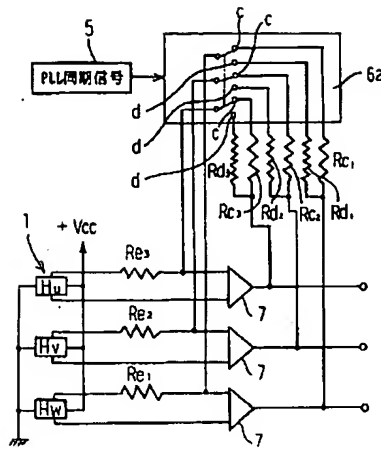 5
PLL同期信号
c
c
6a
d
d
c
d
Rd₃
Rc₁
Rc₃
Rd₂
Rc₂
Rd₁
1
+ Vcc
Re₃
Hu
7
Re₂
Hv
7
Re₁
Hw
7